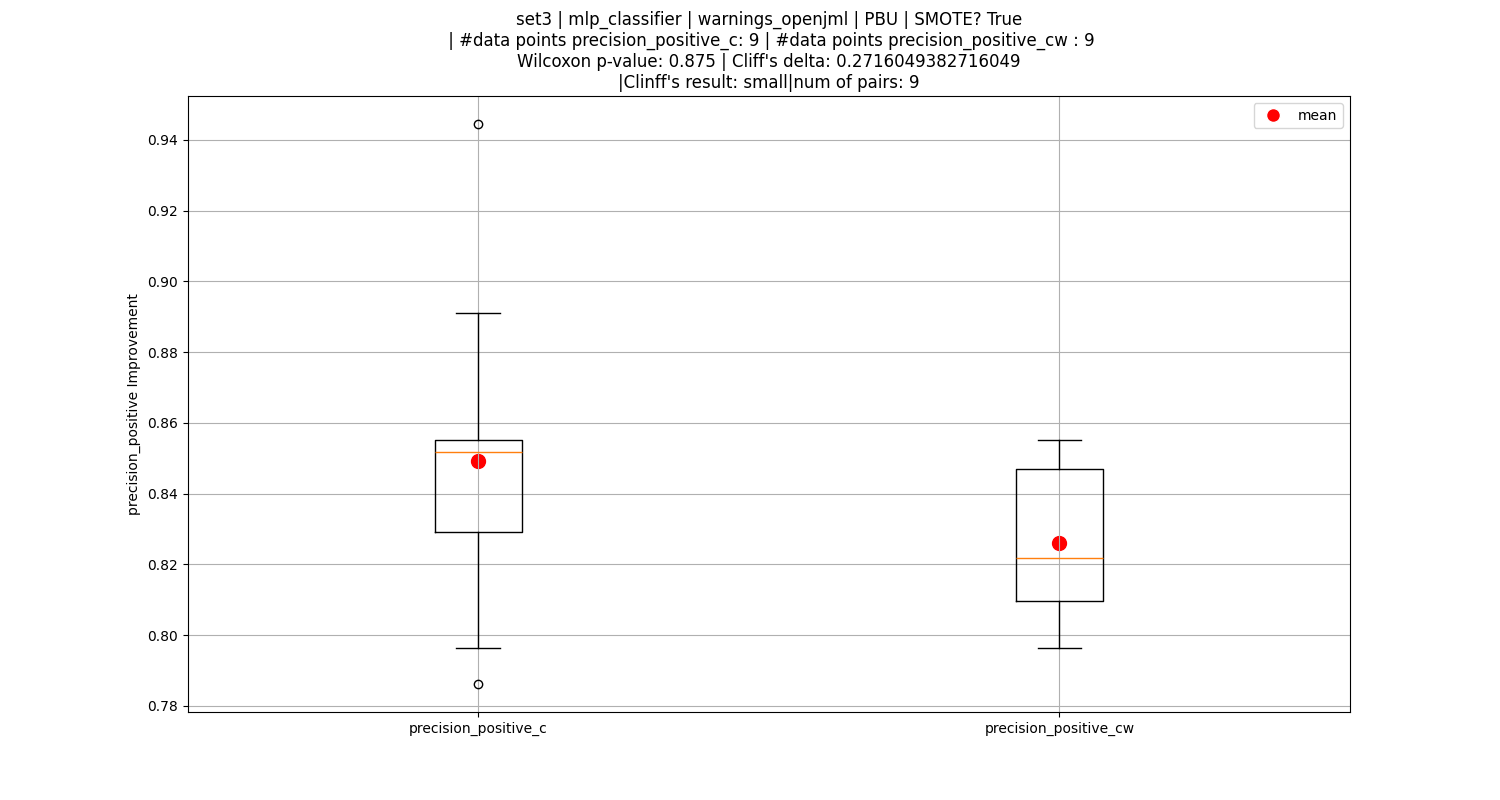 set3 | mlp_classifier | warnings_openjml | PBU | SMOTE? True
| #data points precision_positive_c: 9 | #data points precision_positive_cw : 9
Wilcoxon p-value: 0.875 | Cliff's delta: 0.2716049382716049
|Clinff's result: small|num of pairs: 9
mean
precision_positive Improvement
0.94
0.92
0.90
0.88
0.86
0.84
0.82
0.80
0.78
precision_positive_c
precision_positive_cw